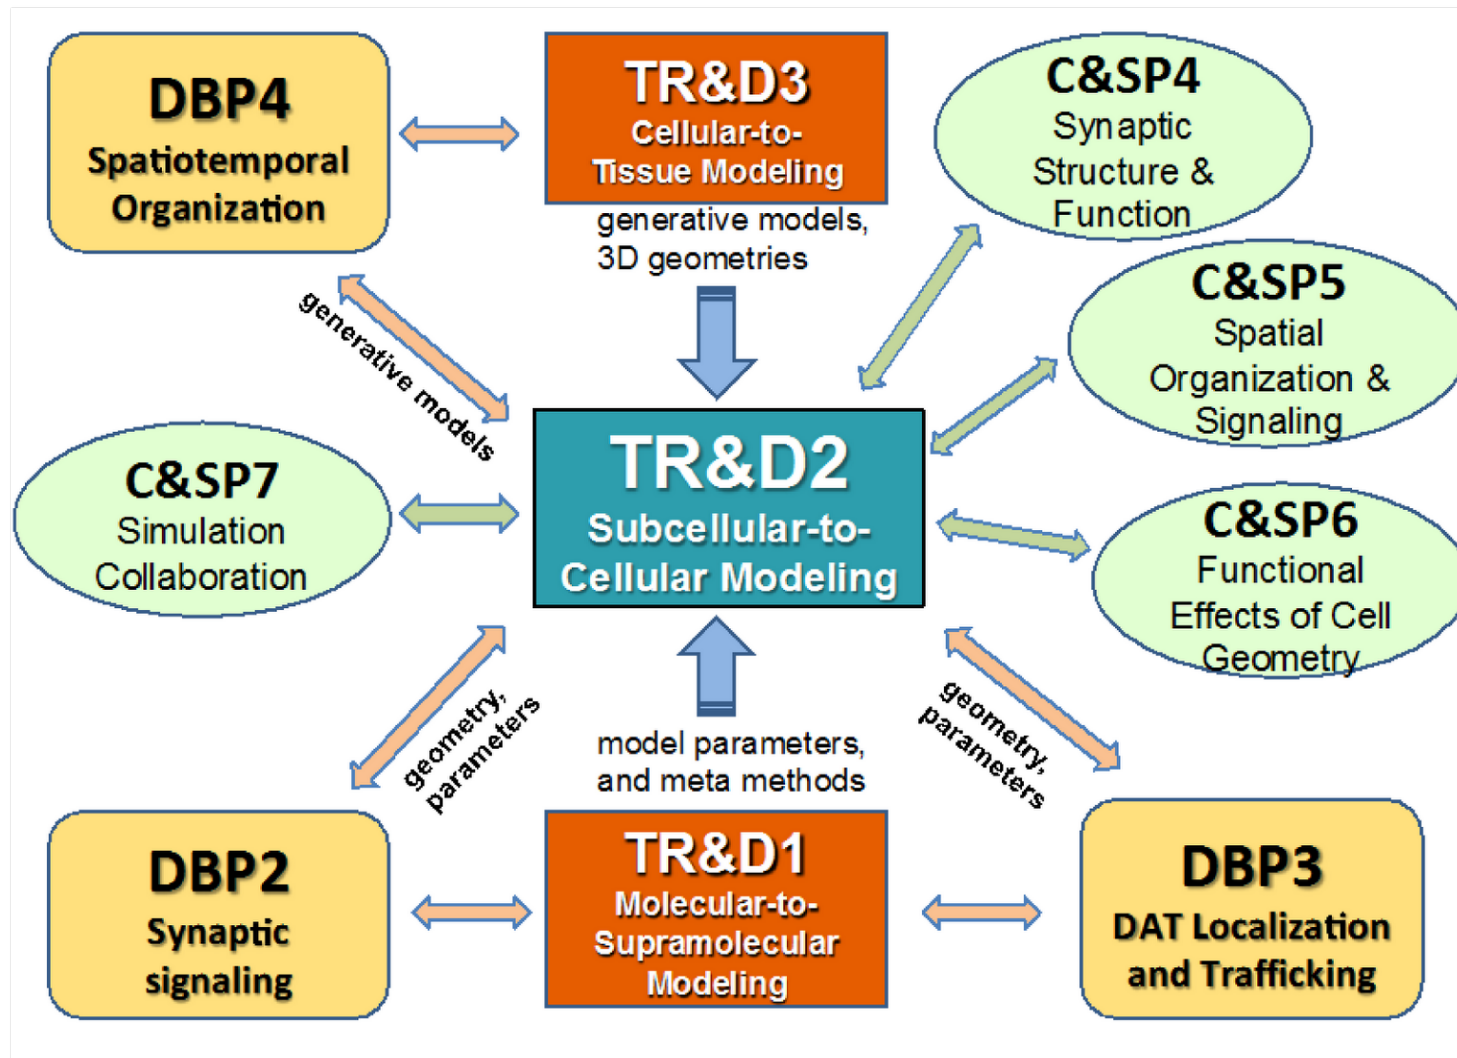 DBP4
Spatiotemporal
Organization
TR&D3
Cellular-to-
Tissue Modeling
generative models,
3D geometries
C&SP4
Synaptic
Structure &
Function
C&SP5
Spatial
Organization &
Signaling
generative models
C&SP7
Simulation
Collaboration
TR&D2
Subcellular-to-
Cellular Modeling
C&SP6
Functional
Effects of Cell
Geometry
geometry,
parameters
model parameters,
and meta methods
geometry,
parameters
DBP2
Synaptic
signaling
TR&D1
Molecular-to-
Supramolecular
Modeling
DBP3
DAT Localization
and Trafficking